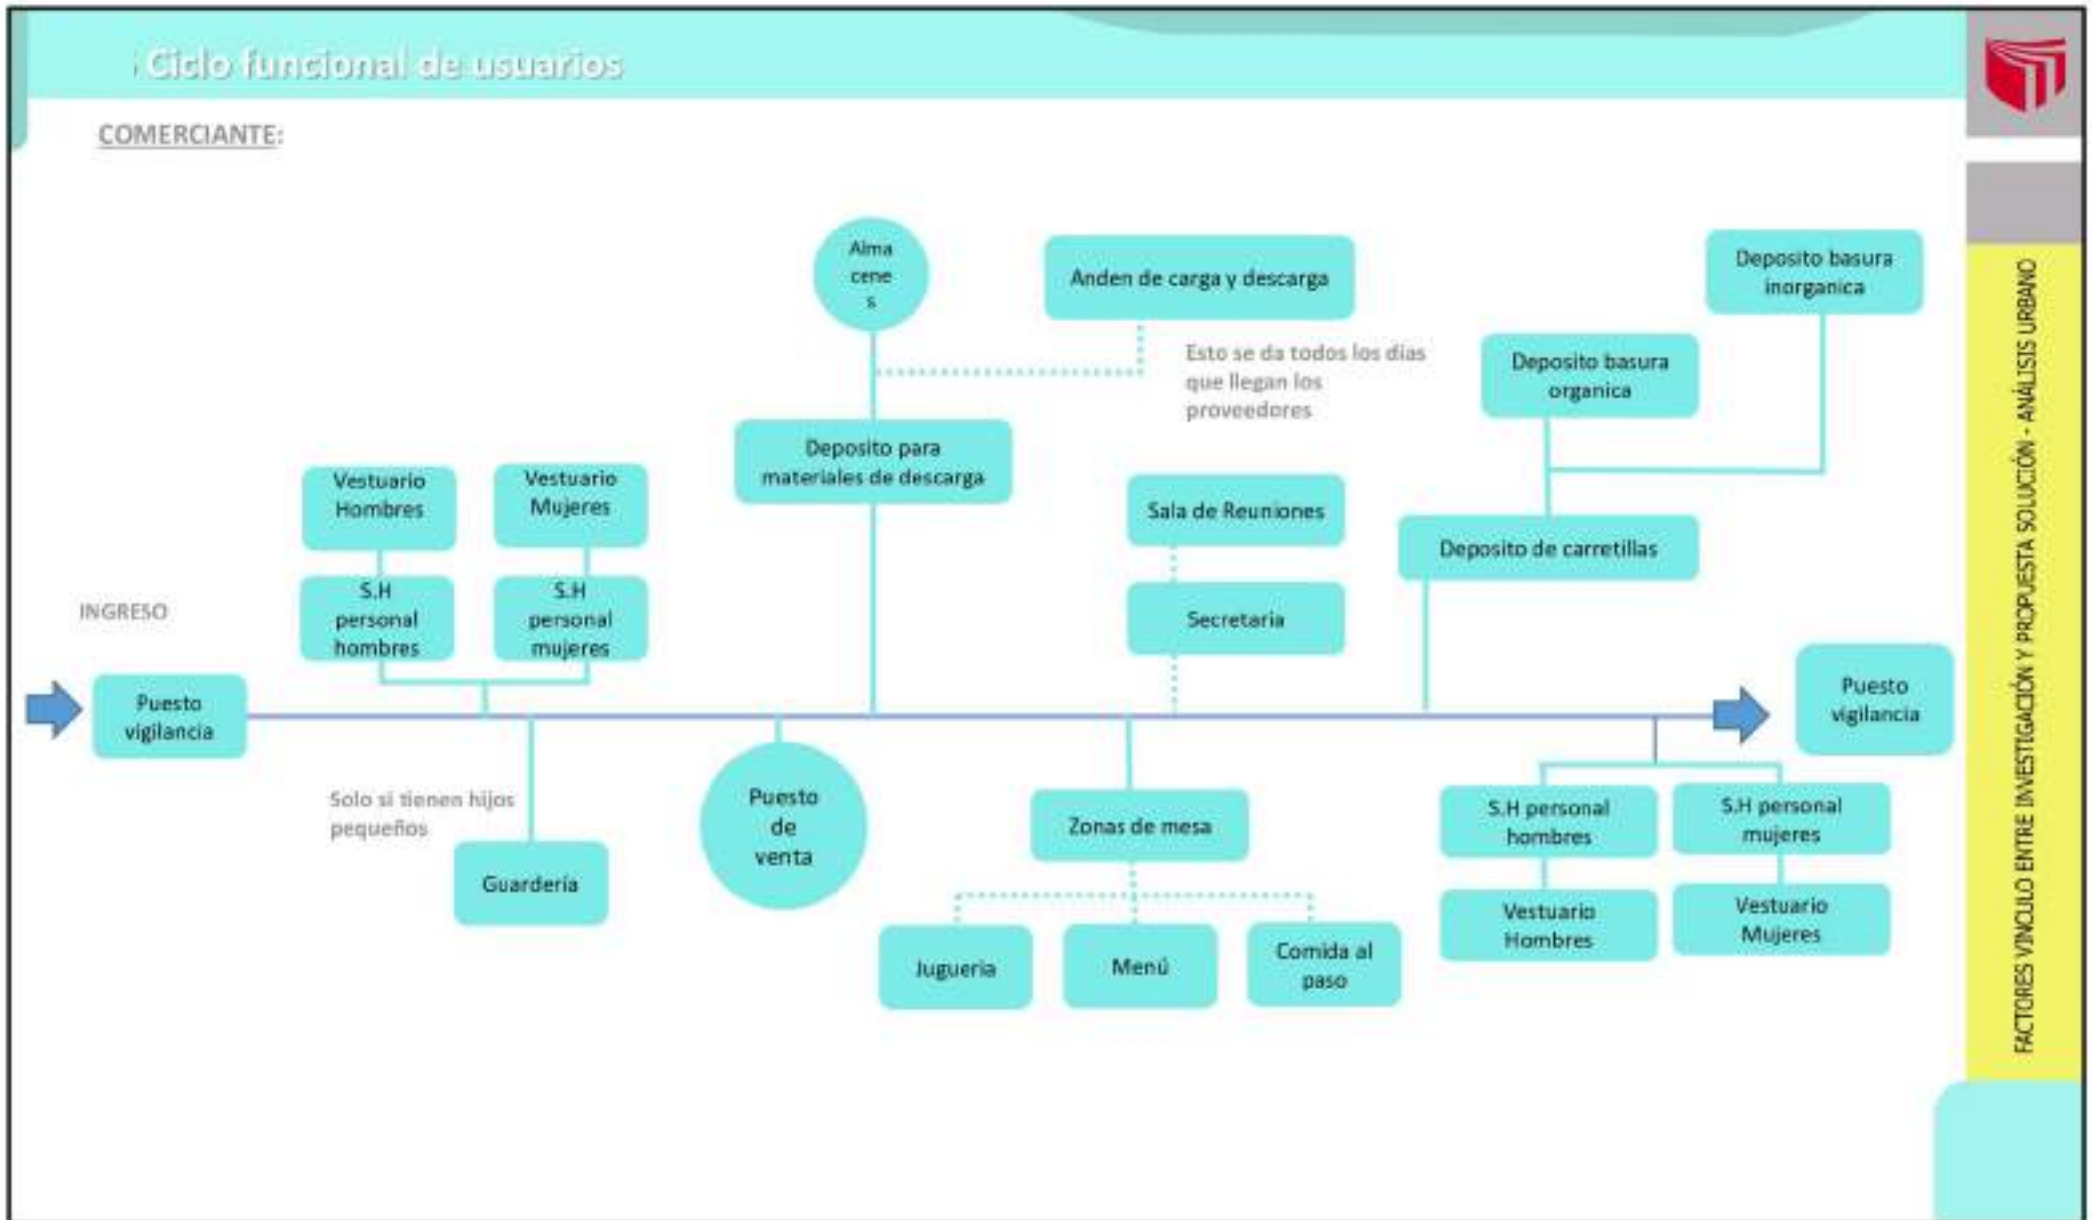 Ciclo funcional de usuarios
COMERCIANTE:
Alma
cene
s
Anden de carga y descarga
Deposito basura
inorganica
Esto se da todos los días
que llegan los
proveedores
Deposito basura
organica
Deposito para
materiales de descarga
Vestuario
Hombres
Vestuario
Mujeres
Sala de Reuniones
Deposito de carretillas
S.H
personal
hombres
S.H
personal
mujeres
Secretaria
INGRESO
Puesto
vigilancia
Puesto
vigilancia
Solo si tienen hijos
pequeños
Guardería
Puesto
de
venta
Zonas de mesa
S.H personal
hombres
S.H personal
mujeres
Vestuario
Hombres
Vestuario
Mujeres
Jugueria
Menú
Comida al
paso
FACTORES VINCULO ENTRE INVESTIGACIÓN Y PROPUESTA SOLUCIÓN - ANÁLISIS URBANO